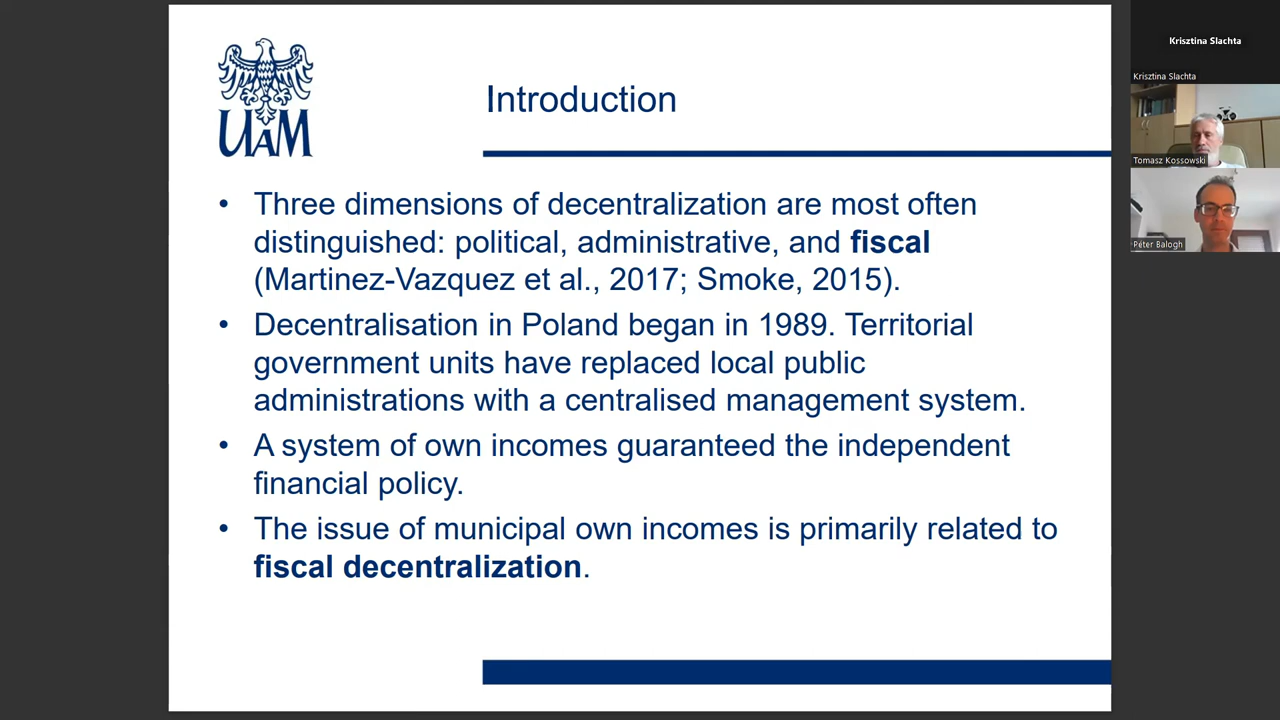 UAM
Introduction
• Three dimensions of decentralization are most often
distinguished: political, administrative, and fiscal
(Martinez-Vazquez et al., 2017; Smoke, 2015).
• Decentralisation in Poland began in 1989. Territorial
government units have replaced local public
administrations with a centralised management system.
• A system of own incomes guaranteed the independent
financial policy.
• The issue of municipal own incomes is primarily related to
fiscal decentralization.
Krisztina Slachta
Krisztina Slachta
Tomasz Kossowski
Péter Balogh